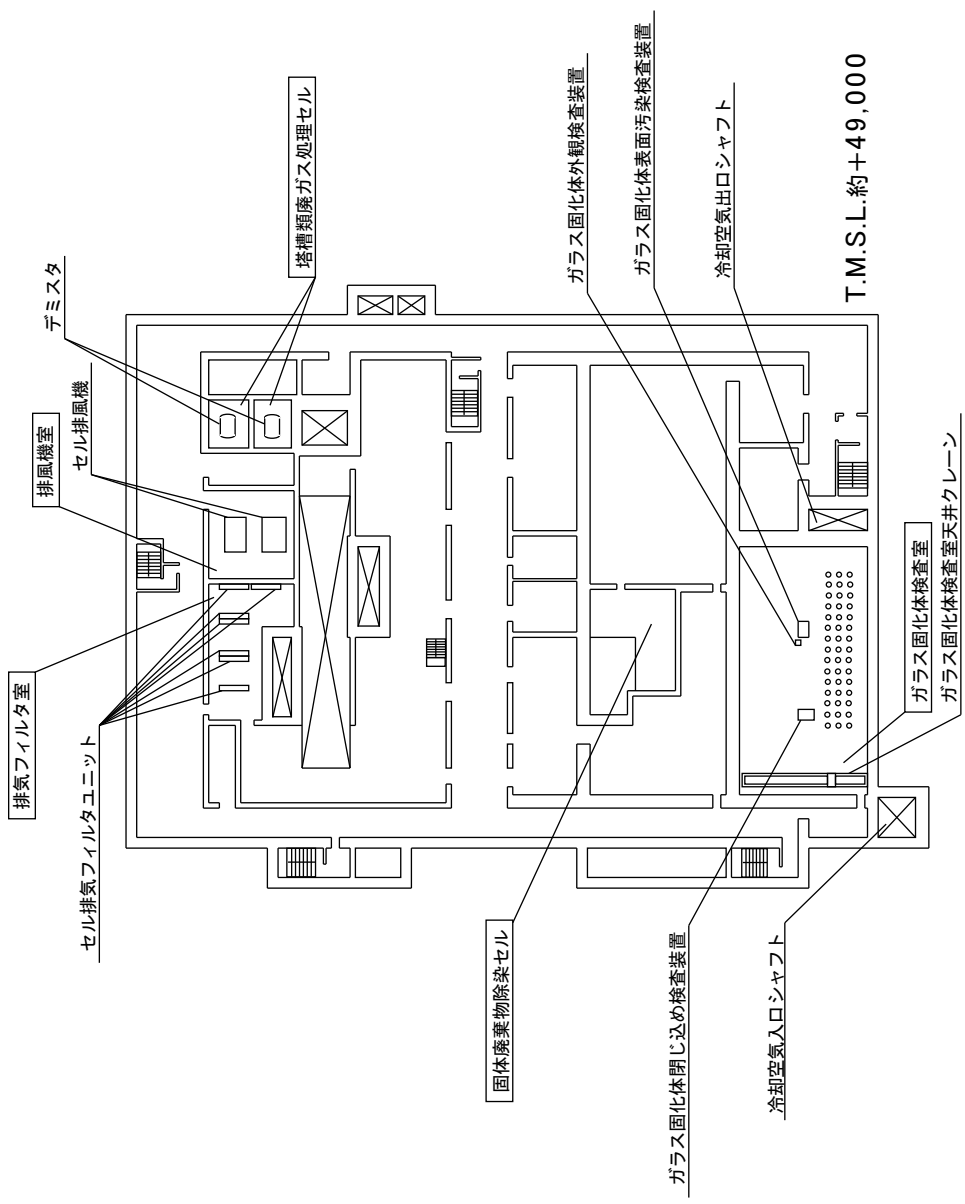 排気フィルタ室
セル排気フィルタユニット
排風機室
セル排風機
デミスタ
塔槽類廃ガス処理セル
固体廃棄物除染セル
ガラス固化体閉じ込め検査装置
冷却空気入口シャフト
ガラス固化体外観検査装置
ガラス固化体表面汚染検査装置
冷却空気出口シャフト
ガラス固化体検査室
ガラス固化体検査室天井クレーン
T.M.S.L.約+49,000